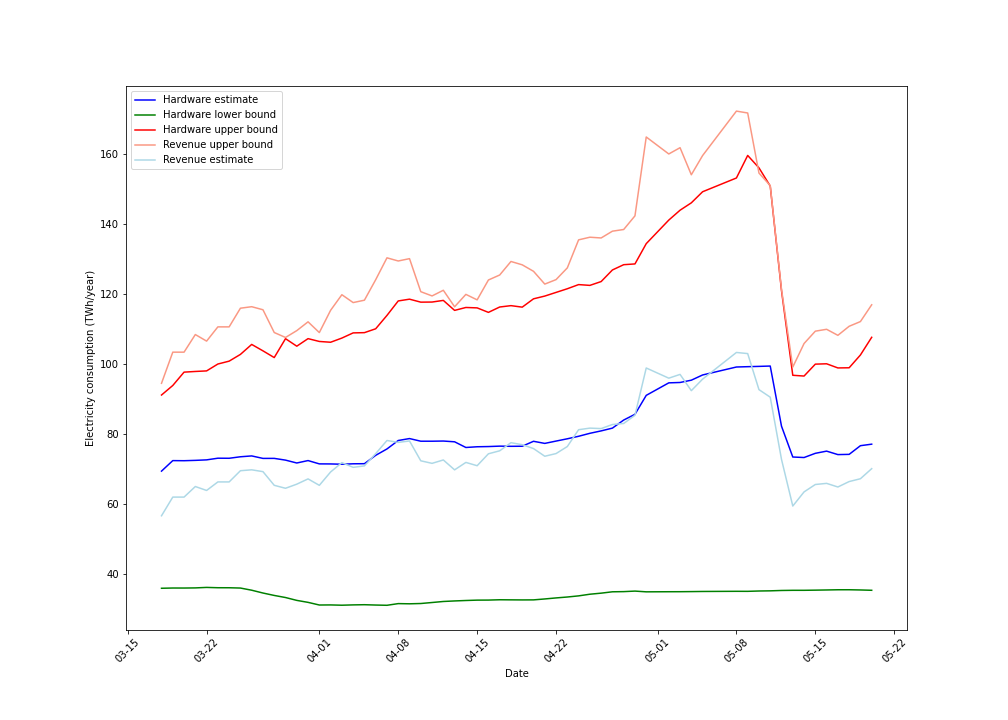 Hardware estimate
Hardware lower bound
Hardware upper bound
Revenue upper bound
Revenue estimate
160
140
120
100
80
60
40
Electricity consumption (TWh/year)
03-15
03-22
04-01
04-08
04-15
04-22
05-01
05-08
05-15
05-22
Date